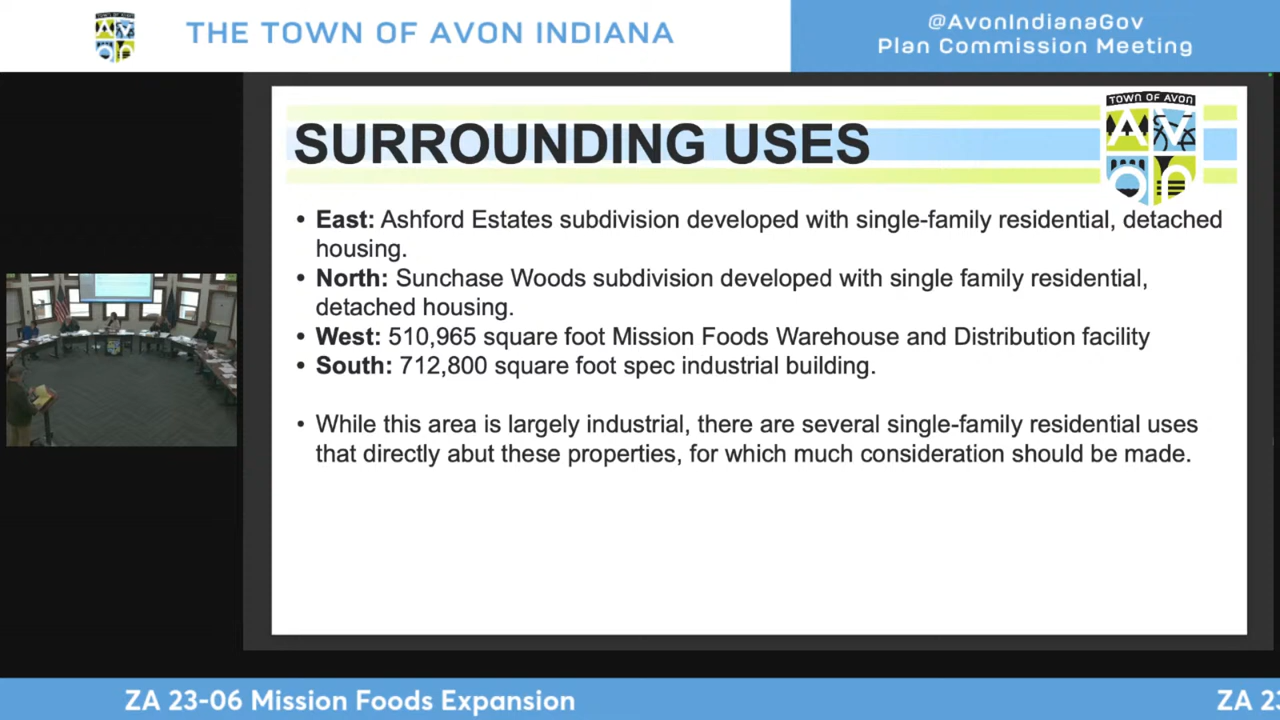 THE TOWN OF AVON INDIANA
@AvonIndianaGov
Plan Commission Meeting
TOWN OF AVON
Avon
SURROUNDING USES
• East: Ashford Estates subdivision developed with single-family residential, detached
housing.
• North: Sunchase Woods subdivision developed with single family residential,
detached housing.
• West: 510,965 square foot Mission Foods Warehouse and Distribution facility
• South: 712,800 square foot spec industrial building.
• While this area is largely industrial, there are several single-family residential uses
that directly abut these properties, for which much consideration should be made.
ZA 23-06 Mission Foods Expansion
ZA 23